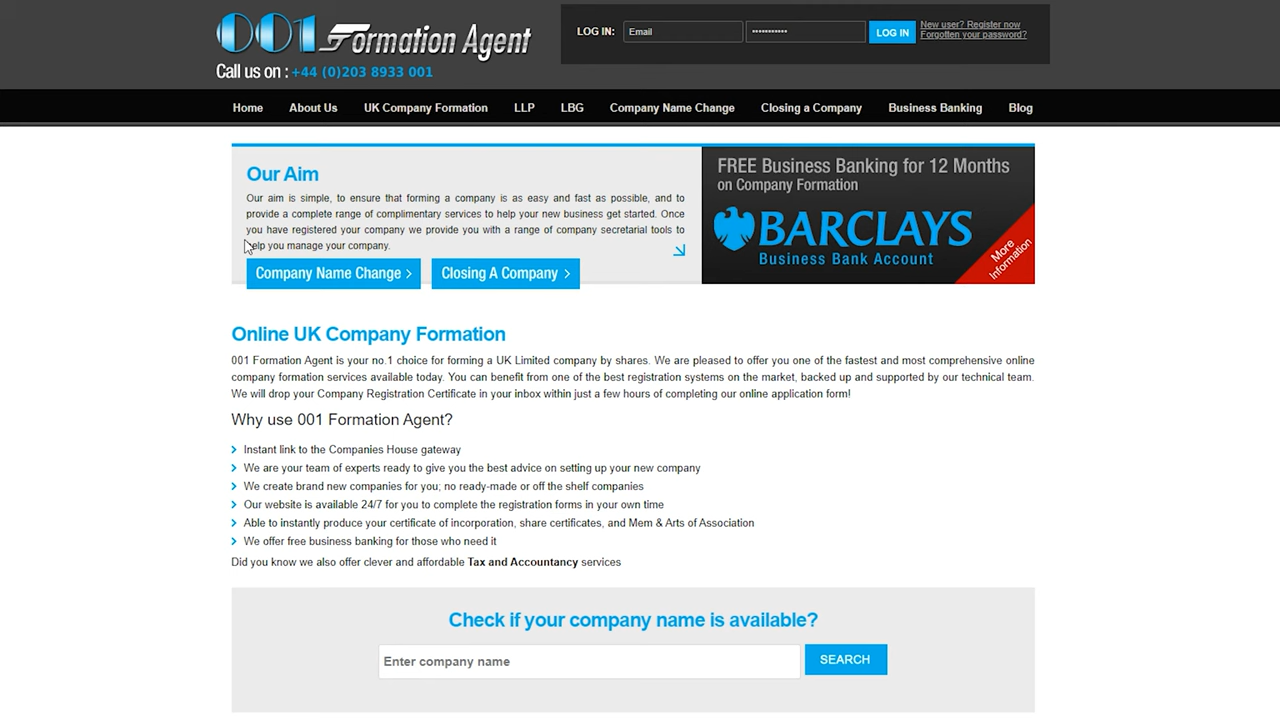 001 Formation Agent
Call us on : +44 (0)203 8933 001
LOG IN: Email ••••••••••• LOG IN
New user? Register now
Forgotten your password?
Home About Us UK Company Formation LLP LBG Company Name Change Closing a Company Business Banking Blog
Our Aim
Our aim is simple, to ensure that forming a company is as easy and fast as possible, and to
provide a complete range of complimentary services to help your new business get started. Once
you have registered your company we provide you with a range of company secretarial tools to
help you manage your company.
Company Name Change
Closing A Company
FREE Business Banking for 12 Months
on Company Formation
BARCLAYS
Business Bank Account
More
Information
Online UK Company Formation
001 Formation Agent is your no.1 choice for forming a UK Limited company by shares. We are pleased to offer you one of the fastest and most comprehensive online
company formation services available today. You can benefit from one of the best registration systems on the market, backed up and supported by our technical team.
We will drop your Company Registration Certificate in your inbox within just a few hours of completing our online application form!
Why use 001 Formation Agent?
Instant link to the Companies House gateway
We are your team of experts ready to give you the best advice on setting up your new company
We create brand new companies for you; no ready-made or off the shelf companies
Our website is available 24/7 for you to complete the registration forms in your own time
Able to instantly produce your certificate of incorporation, share certificates, and Mem & Arts of Association
We offer free business banking for those who need it
Did you know we also offer clever and affordable Tax and Accountancy services
Check if your company name is available?
Enter company name
SEARCH